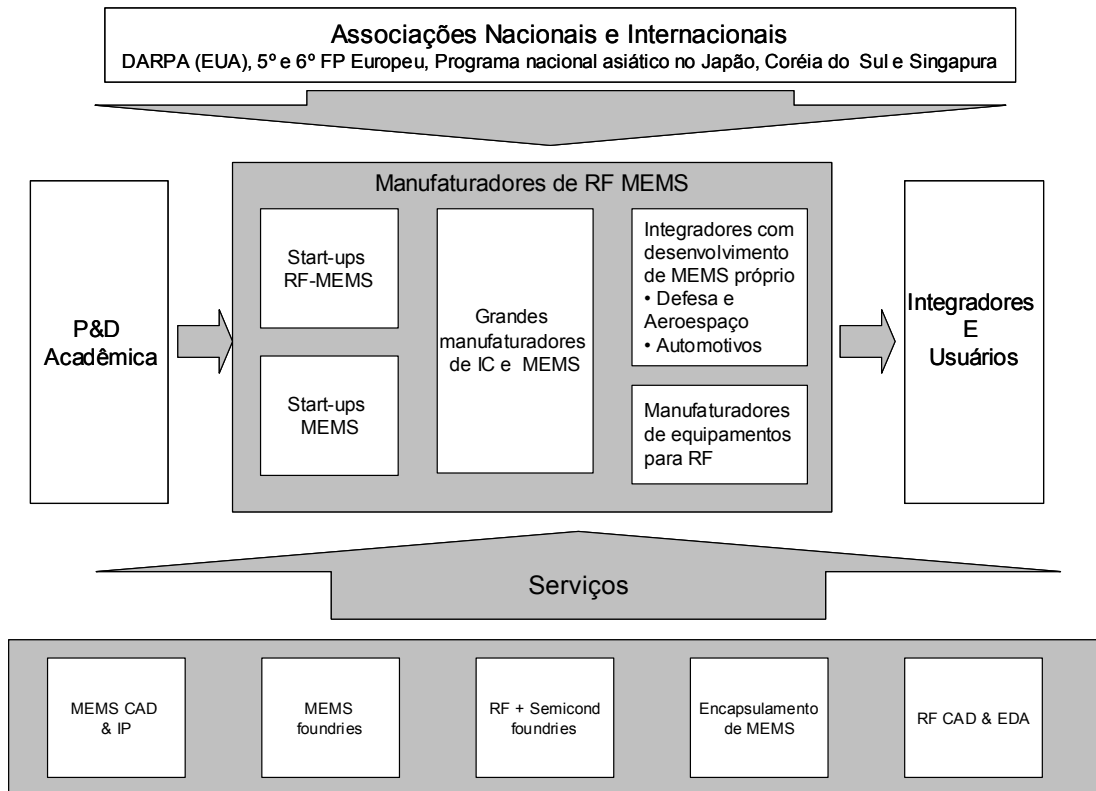 Associações Nacionais e Internacionais
DARPA (EUA), 5º e 6º FP Europeu, Programa nacional asiático no Japão, Coréia do Sul e Singapura
Manufaturadores de RF MEMS
P&D
Acadêmica
Start-ups
RF-MEMS
Start-ups
MEMS
Grandes
manufaturadores
de IC e MEMS
Integradores com
desenvolvimento
de MEMS próprio
• Defesa e
Aeroespaço
• Automotivos
Manufaturadores
de equipamentos
para RF
Integradores
E
Usuários
Serviços
MEMS CAD
& IP
MEMS
foundries
RF + Semicond
foundries
Encapsulamento
de MEMS
RF CAD & EDA